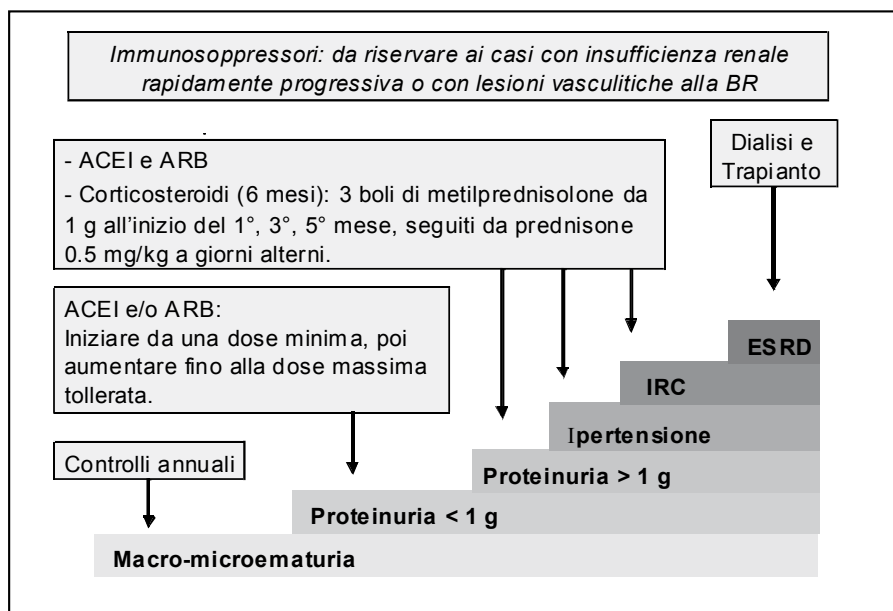 Immunosoppressori: da riservare ai casi con insufficienza renale
rapidamente progressiva o con lesioni vasculitiche alla BR
- ACEI e ARB
- Corticosteroidi (6 mesi): 3 boli di metilprednisolone da
1 g all'inizio del 1°, 3°, 5° mese, seguiti da prednisone
0.5 mg/kg a giorni alterni.
Dialisi e
Trapianto
ACEI e/o ARB:
Iniziare da una dose minima, poi
aumentare fino alla dose massima
tollerata.
Controlli annuali
ESRD
IRC
Ipertensione
Proteinuria > 1 g
Proteinuria < 1 g
Macro-microematuria